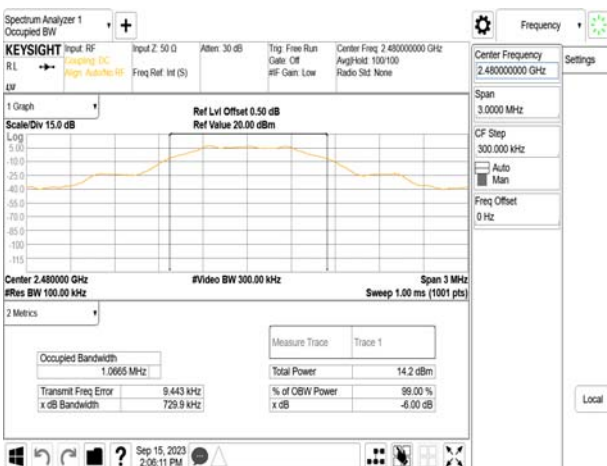 Spectrum Analyzer 1
Occupied BW
+
Frequency
KEYSIGHT
RL
Input: RF
Coupling: DC
Align: Auto/No RF
Input Z: 50 Ω
Freq Ref: Int (S)
Atten: 30 dB
Trig: Free Run
Gate: Off
#IF Gain: Low
Center Freq: 2.480000000 GHz
Avg|Hold: 100/100
Radio Std: None
Center Frequency
2.480000000 GHz
Settings
Span
3.0000 MHz
CF Step
300.000 kHz
Auto
Man
Freq Offset
0 Hz
Local
1 Graph
Scale/Div 15.0 dB
Ref Lvl Offset 0.50 dB
Ref Value 20.00 dBm
Log
5.00
-10.0
-25.0
-40.0
-55.0
-70.0
-85.0
-100
-115
Center 2.480000 GHz
#Res BW 100.00 kHz
#Video BW 300.00 kHz
Span 3 MHz
Sweep 1.00 ms (1001 pts)
2 Metrics
Measure Trace Trace 1
Occupied Bandwidth
1.0665 MHz
Total Power 14.2 dBm
Transmit Freq Error 9.443 kHz
% of OBW Power 99.00 %
x dB Bandwidth 729.9 kHz
x dB -6.00 dB
?
Sep 15, 2023
2:06:11 PM